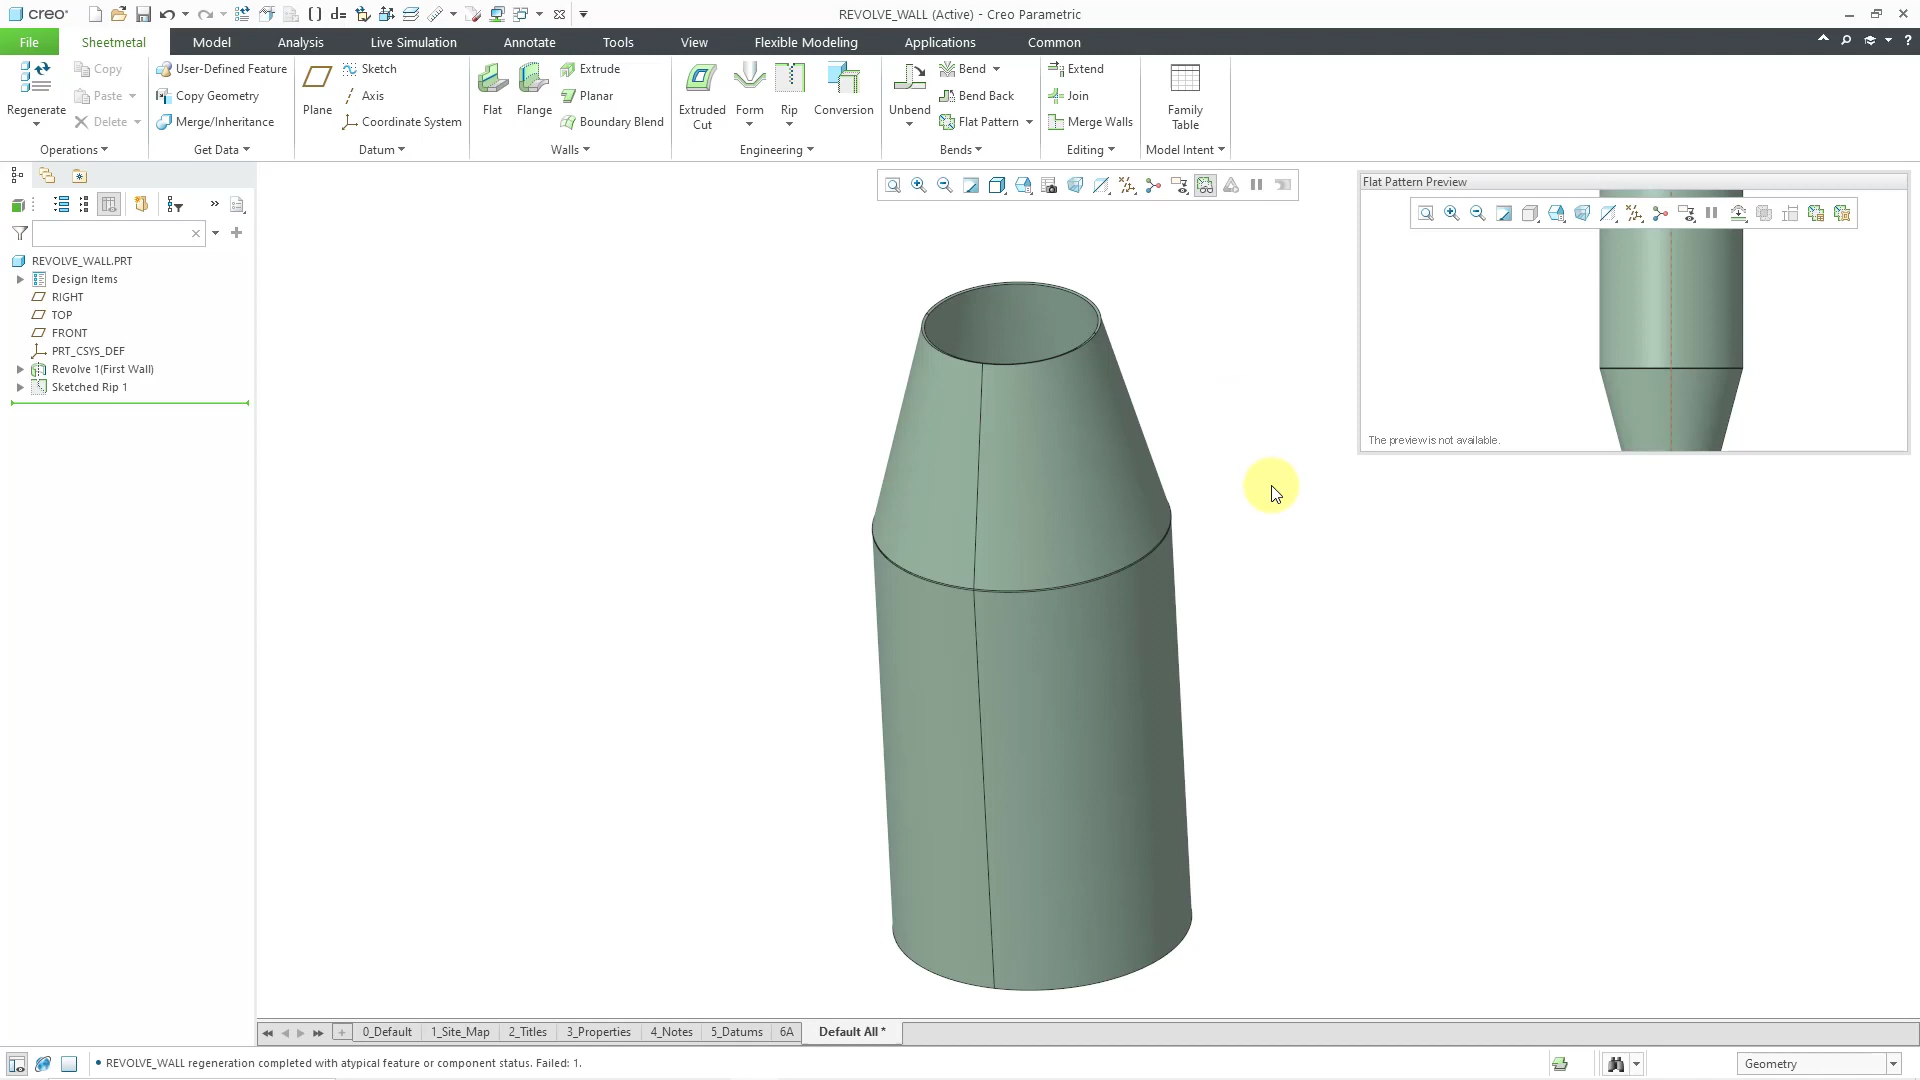 creo REVOLVE_WALL (Active) - Creo Parametric
File Sheetmetal Model Analysis Live Simulation Annotate Tools View Flexible Modeling Applications Common
Regenerate Copy Paste Delete
Operations
User-Defined Feature
Copy Geometry
Merge/Inheritance
Get Data
Plane Sketch
Axis
Coordinate System
Datum
Flat Flange Extrude
Planar
Boundary Blend
Walls
Extruded Cut Form Rip Conversion
Engineering
Unbend Bend
Bend Back
Flat Pattern
Bends
Extend
Join
Merge Walls
Editing
Family Table
Model Intent
REVOLVE_WALL.PRT
Design Items
RIGHT
TOP
FRONT
PRT_CSYS_DEF
Revolve 1(First Wall)
Sketched Rip 1
Flat Pattern Preview
The preview is not available.
0_Default 1_Site_Map 2_Titles 3_Properties 4_Notes 5_Datums 6A Default All *
• REVOLVE_WALL regeneration completed with atypical feature or component status. Failed: 1.
Geometry